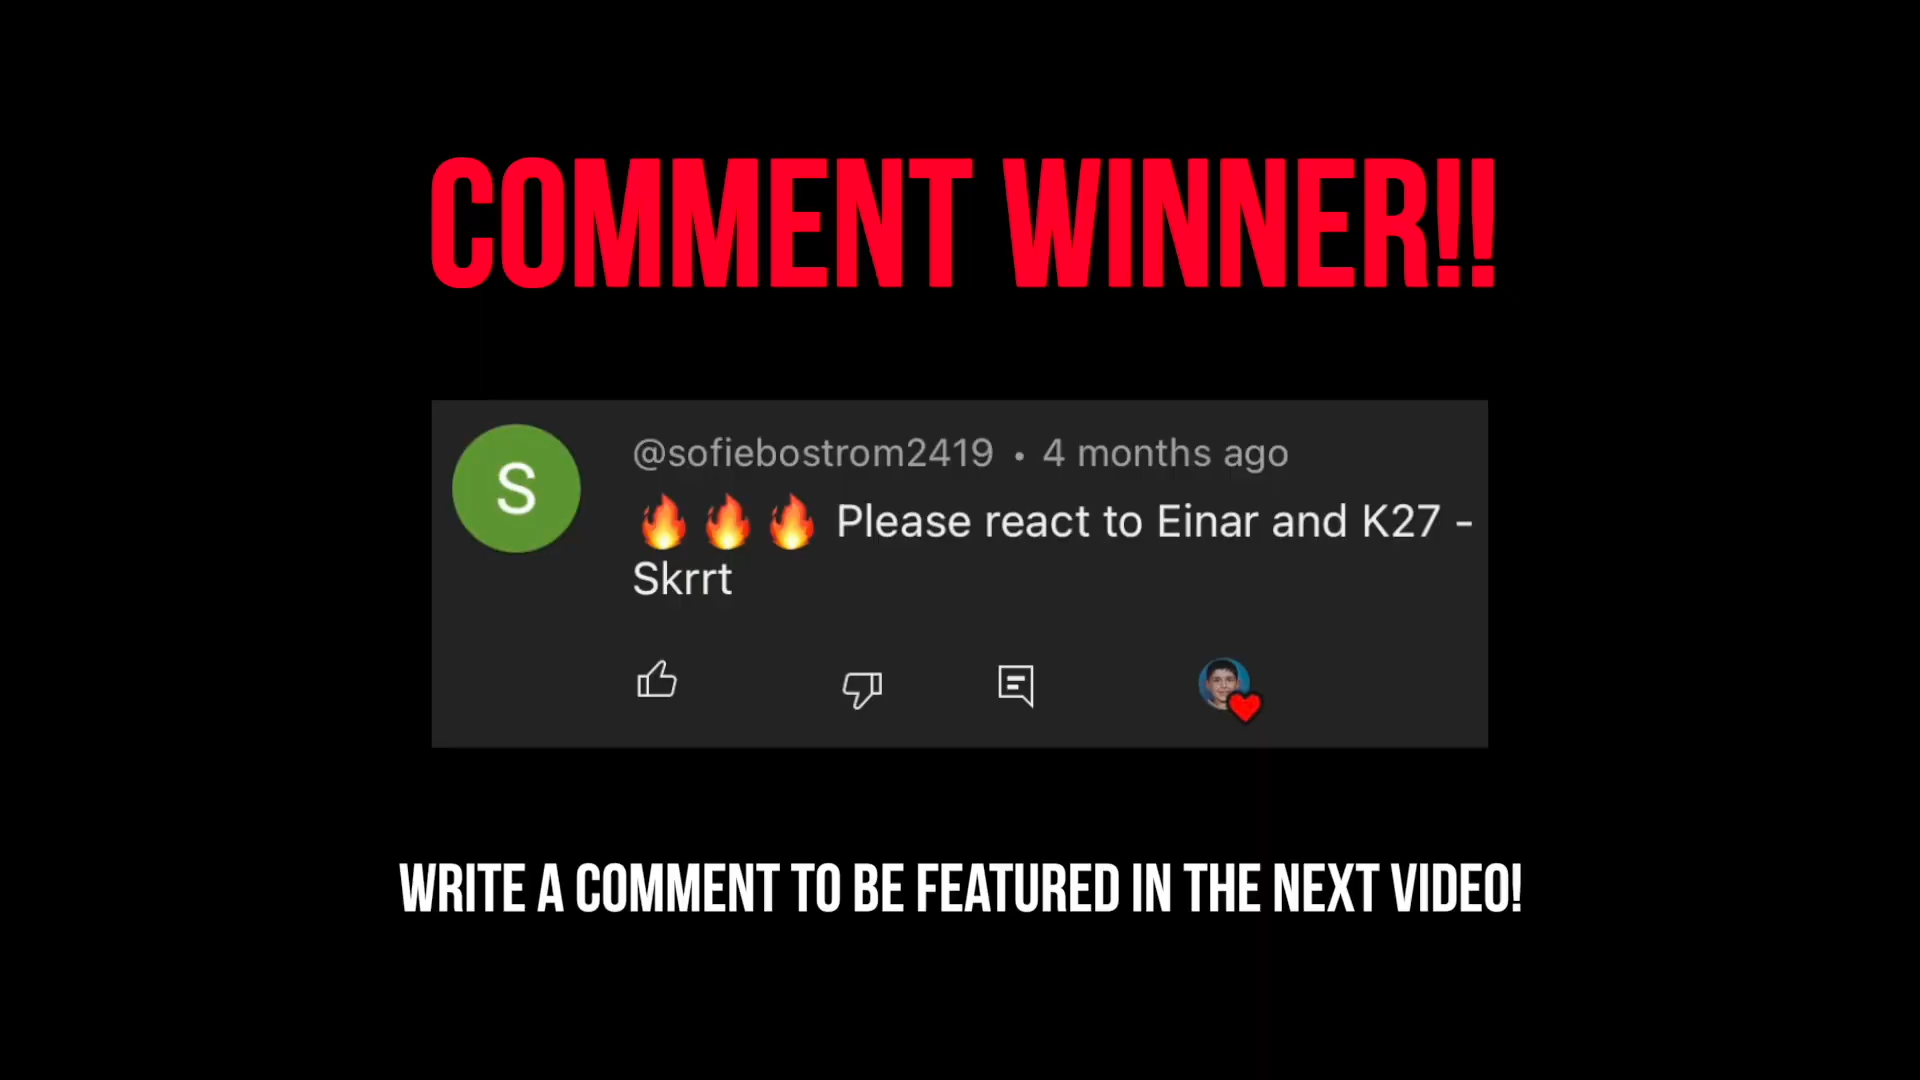 COMMENT WINNER!!
S
@sofiebostrom2419 • 4 months ago
🔥🔥🔥 Please react to Einar and K27 -
Skrrt
WRITE A COMMENT TO BE FEATURED IN THE NEXT VIDEO!